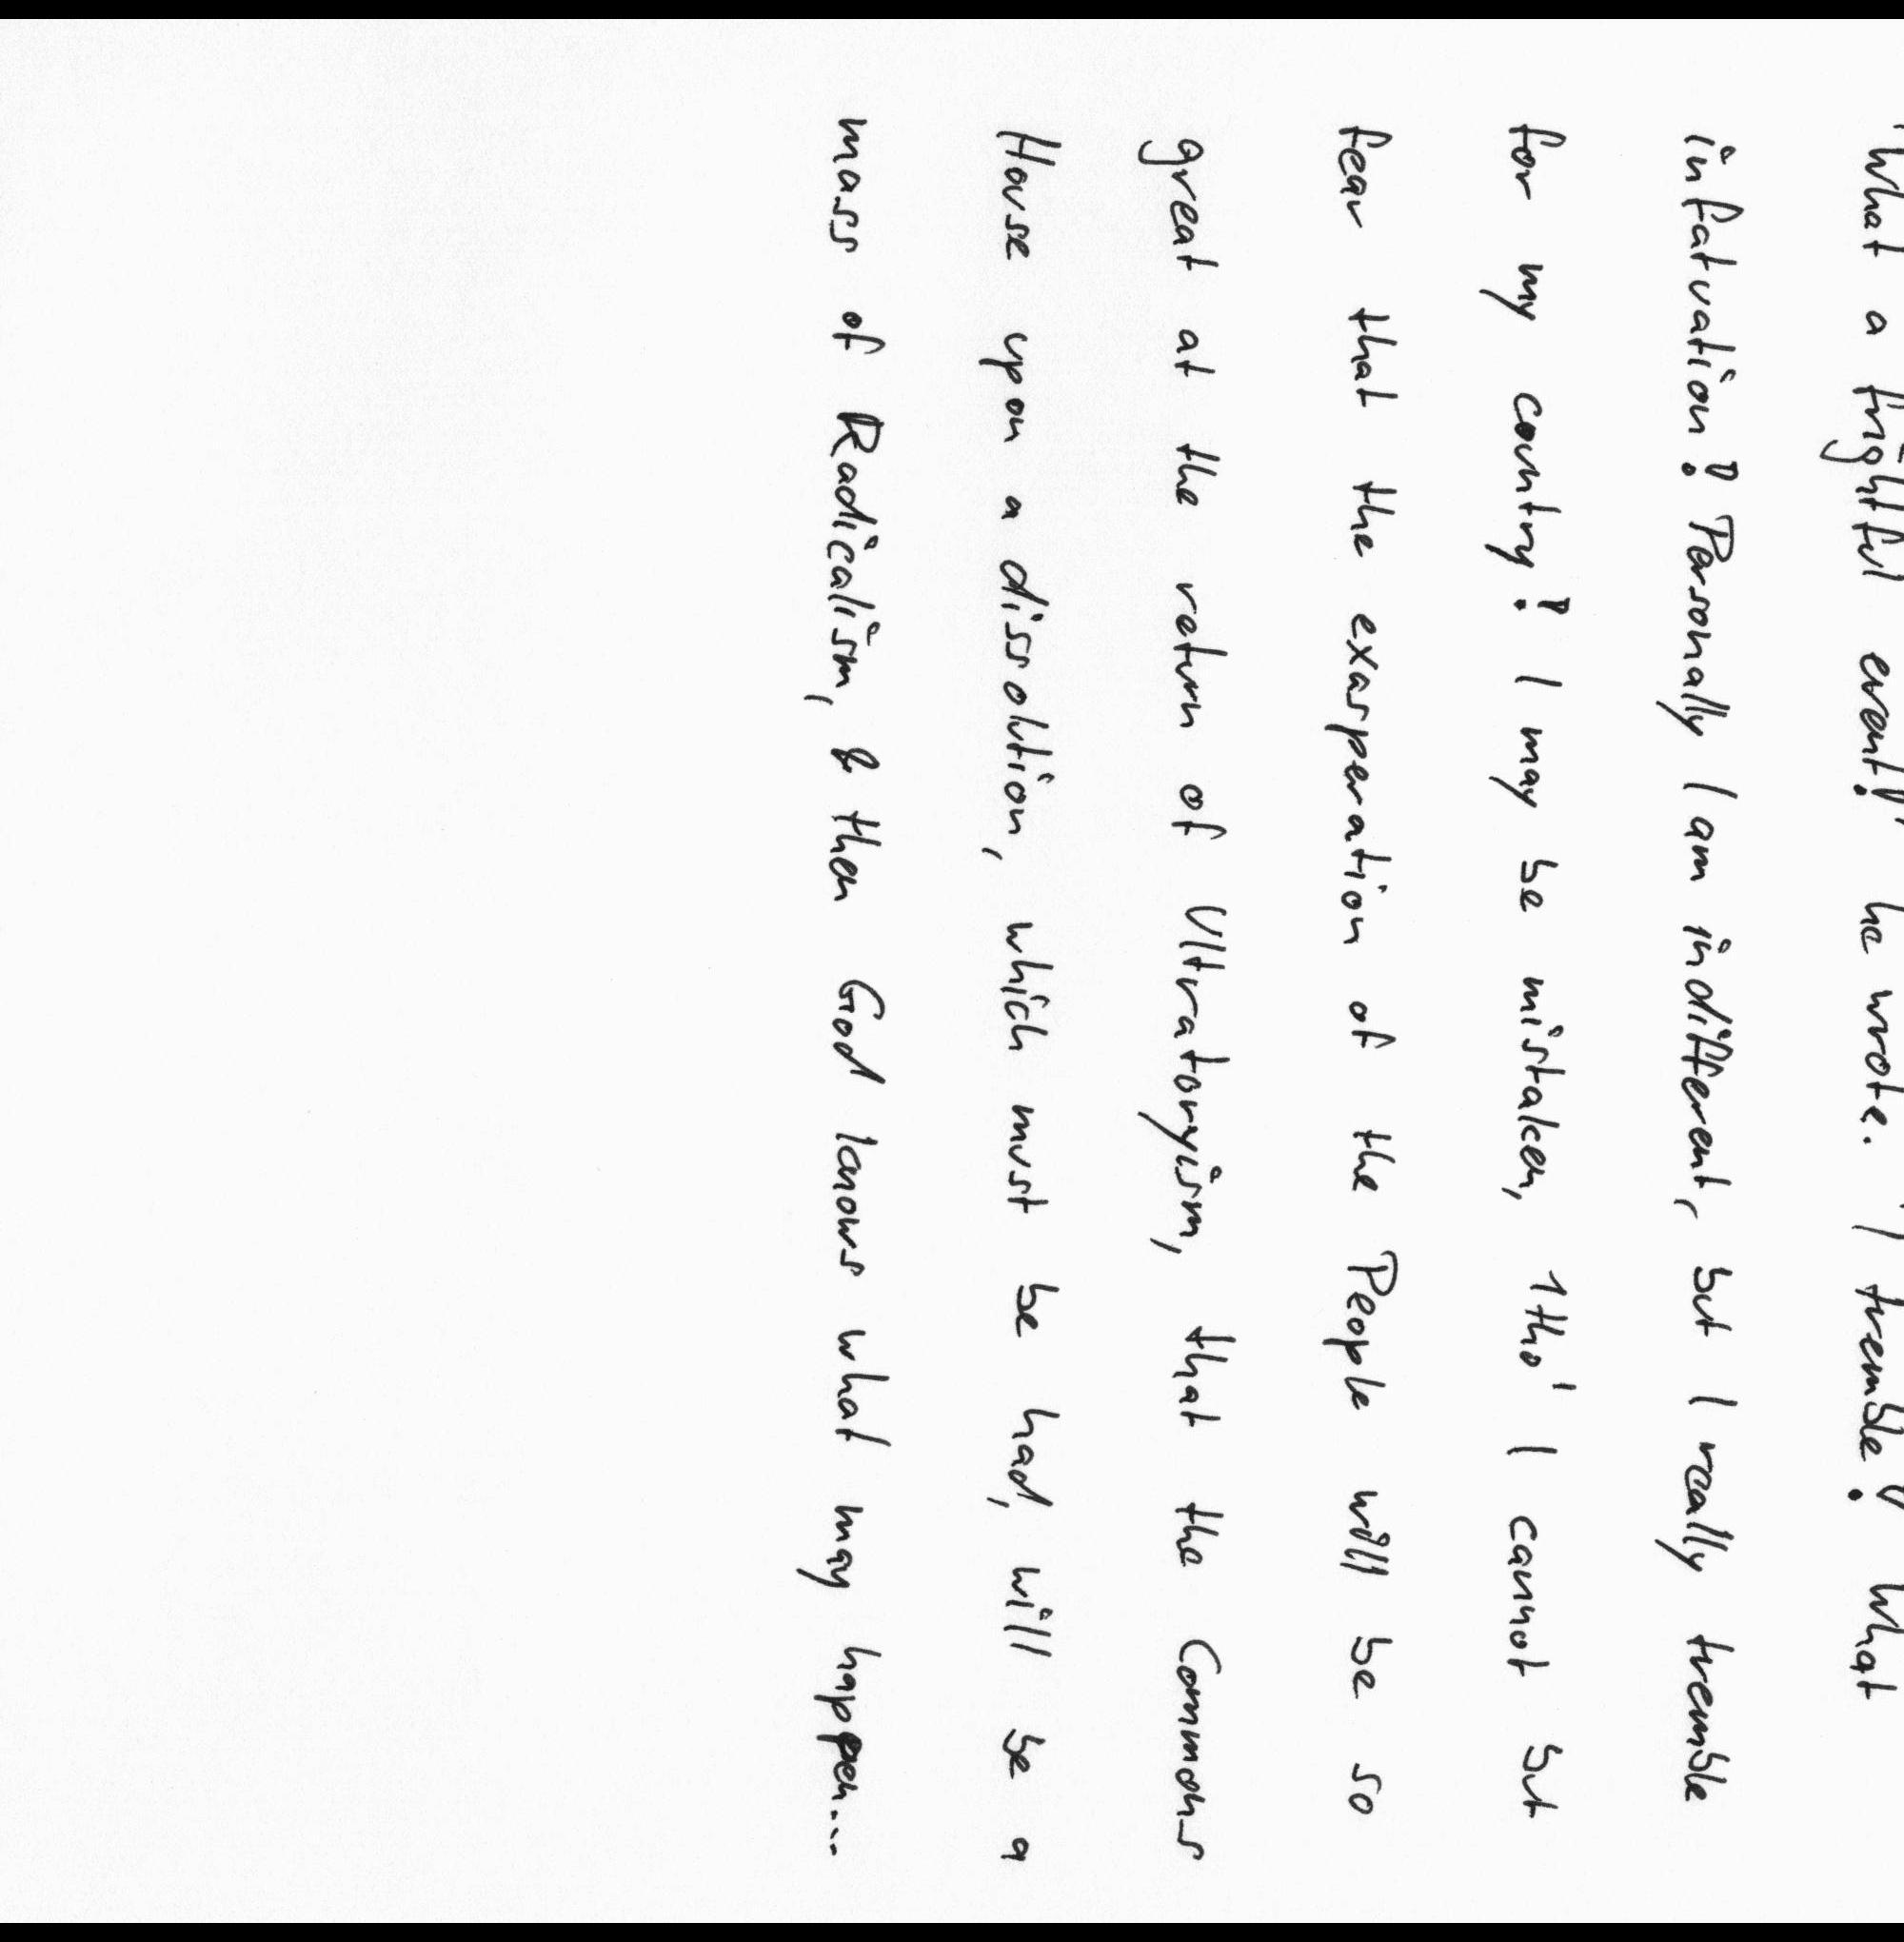 'What a frightful event!' he wrote. 'I tremble! What
infatuation! Personally I am indifferent, but I really tremble
for my country! I may be mistaken, 'tho' I cannot but
fear that the exasperation of the People will be so
great at the return of Ultratoryism, that the Commons
House upon a dissolution, which must be had, will be a
mass of Radicalism, & then God knows what may happen...